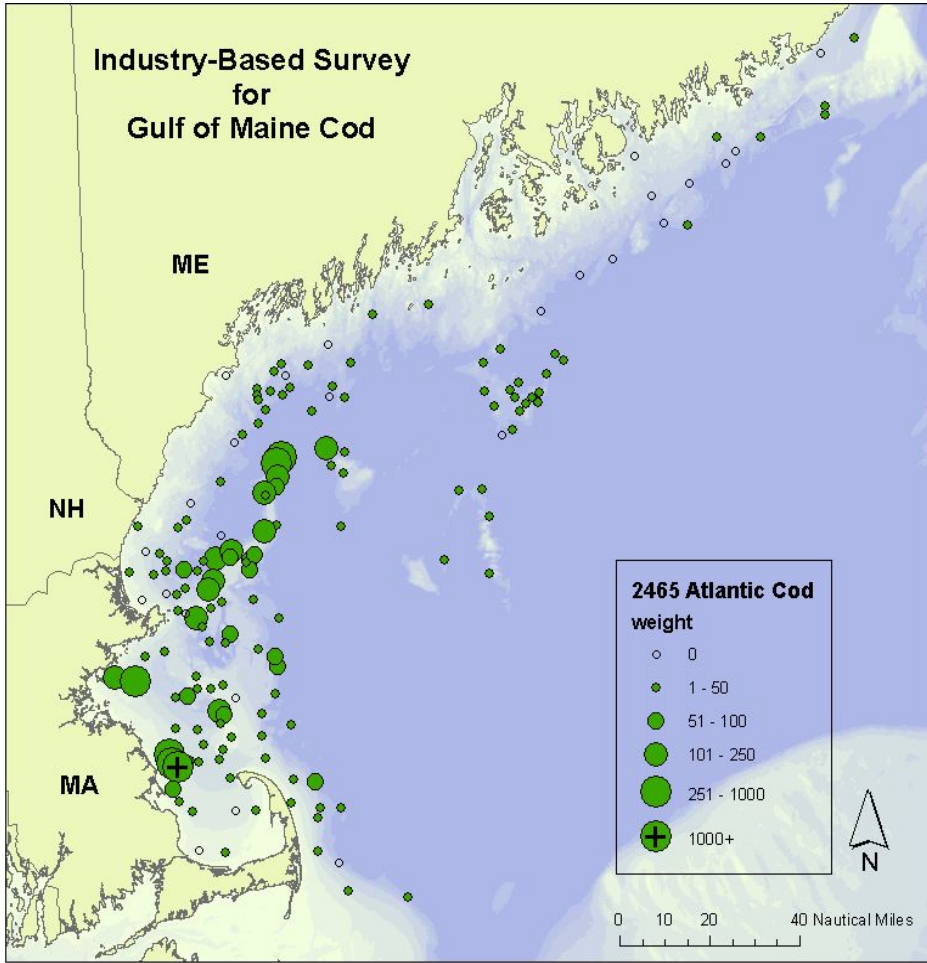 Industry-Based Survey
for
Gulf of Maine Cod
ME
NH
MA
2465 Atlantic Cod
weight
0
1 - 50
51 - 100
101 - 250
251 - 1000
1000+
N
0 10 20 40 Nautical Miles